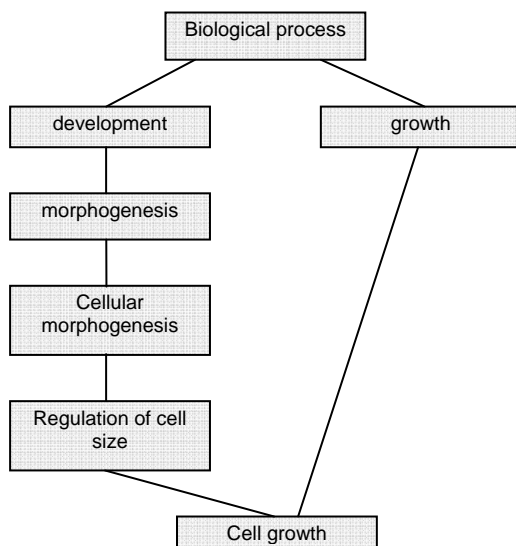 Biological process
development
growth
morphogenesis
Cellular
morphogenesis
Regulation of cell
size
Cell growth